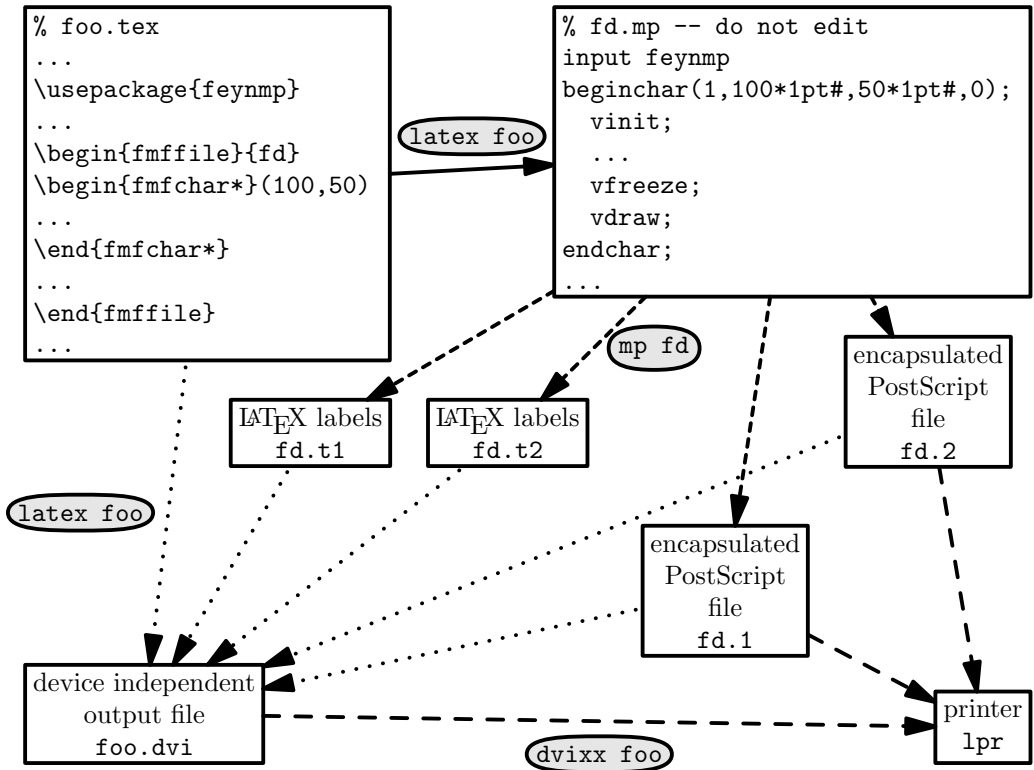 % foo.tex
...
\usepackage{feynmp}
...
\begin{fmffile}{fd}
\begin{fmfchar*}(100,50)
...
\end{fmfchar*}
...
\end{fmffile}
...
latex foo
% fd.mp -- do not edit
input feynmp
beginchar(1,100*1pt#,50*1pt#,0);
vinit;
...
vfreeze;
vdraw;
endchar;
...
mp fd
LATEX labels
fd.t1
LATEX labels
fd.t2
encapsulated
PostScript
file
fd.2
latex foo
encapsulated
PostScript
file
fd.1
device independent
output file
foo.dvi
dvixx foo
printer
lpr